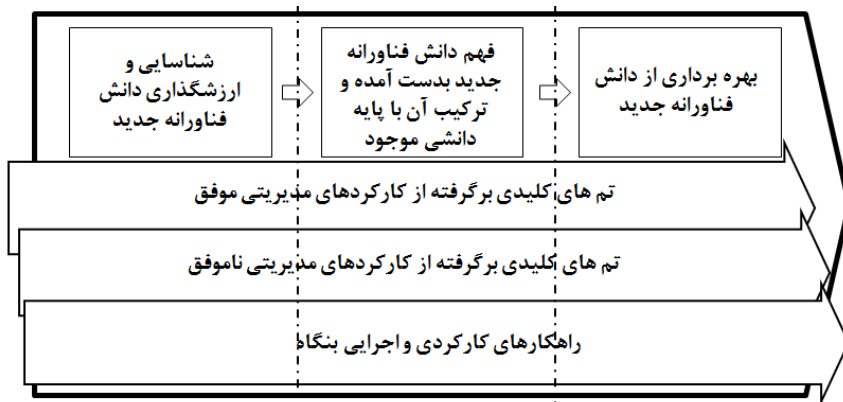 شناسایی و
ارزشگذاری دانش
فناورانه جدید
فهم دانش فناورانه
جدید بدست آمده و
ترکیب آن با پایه
دانشی موجود
بهره برداری از دانش
فناورانه جدید
تم های کلیدی برگرفته از کارکردهای مدیریتی موفق
تم های کلیدی برگرفته از کارکردهای مدیریتی ناموفق
راهکارهای کارکردی و اجرایی بنگاه